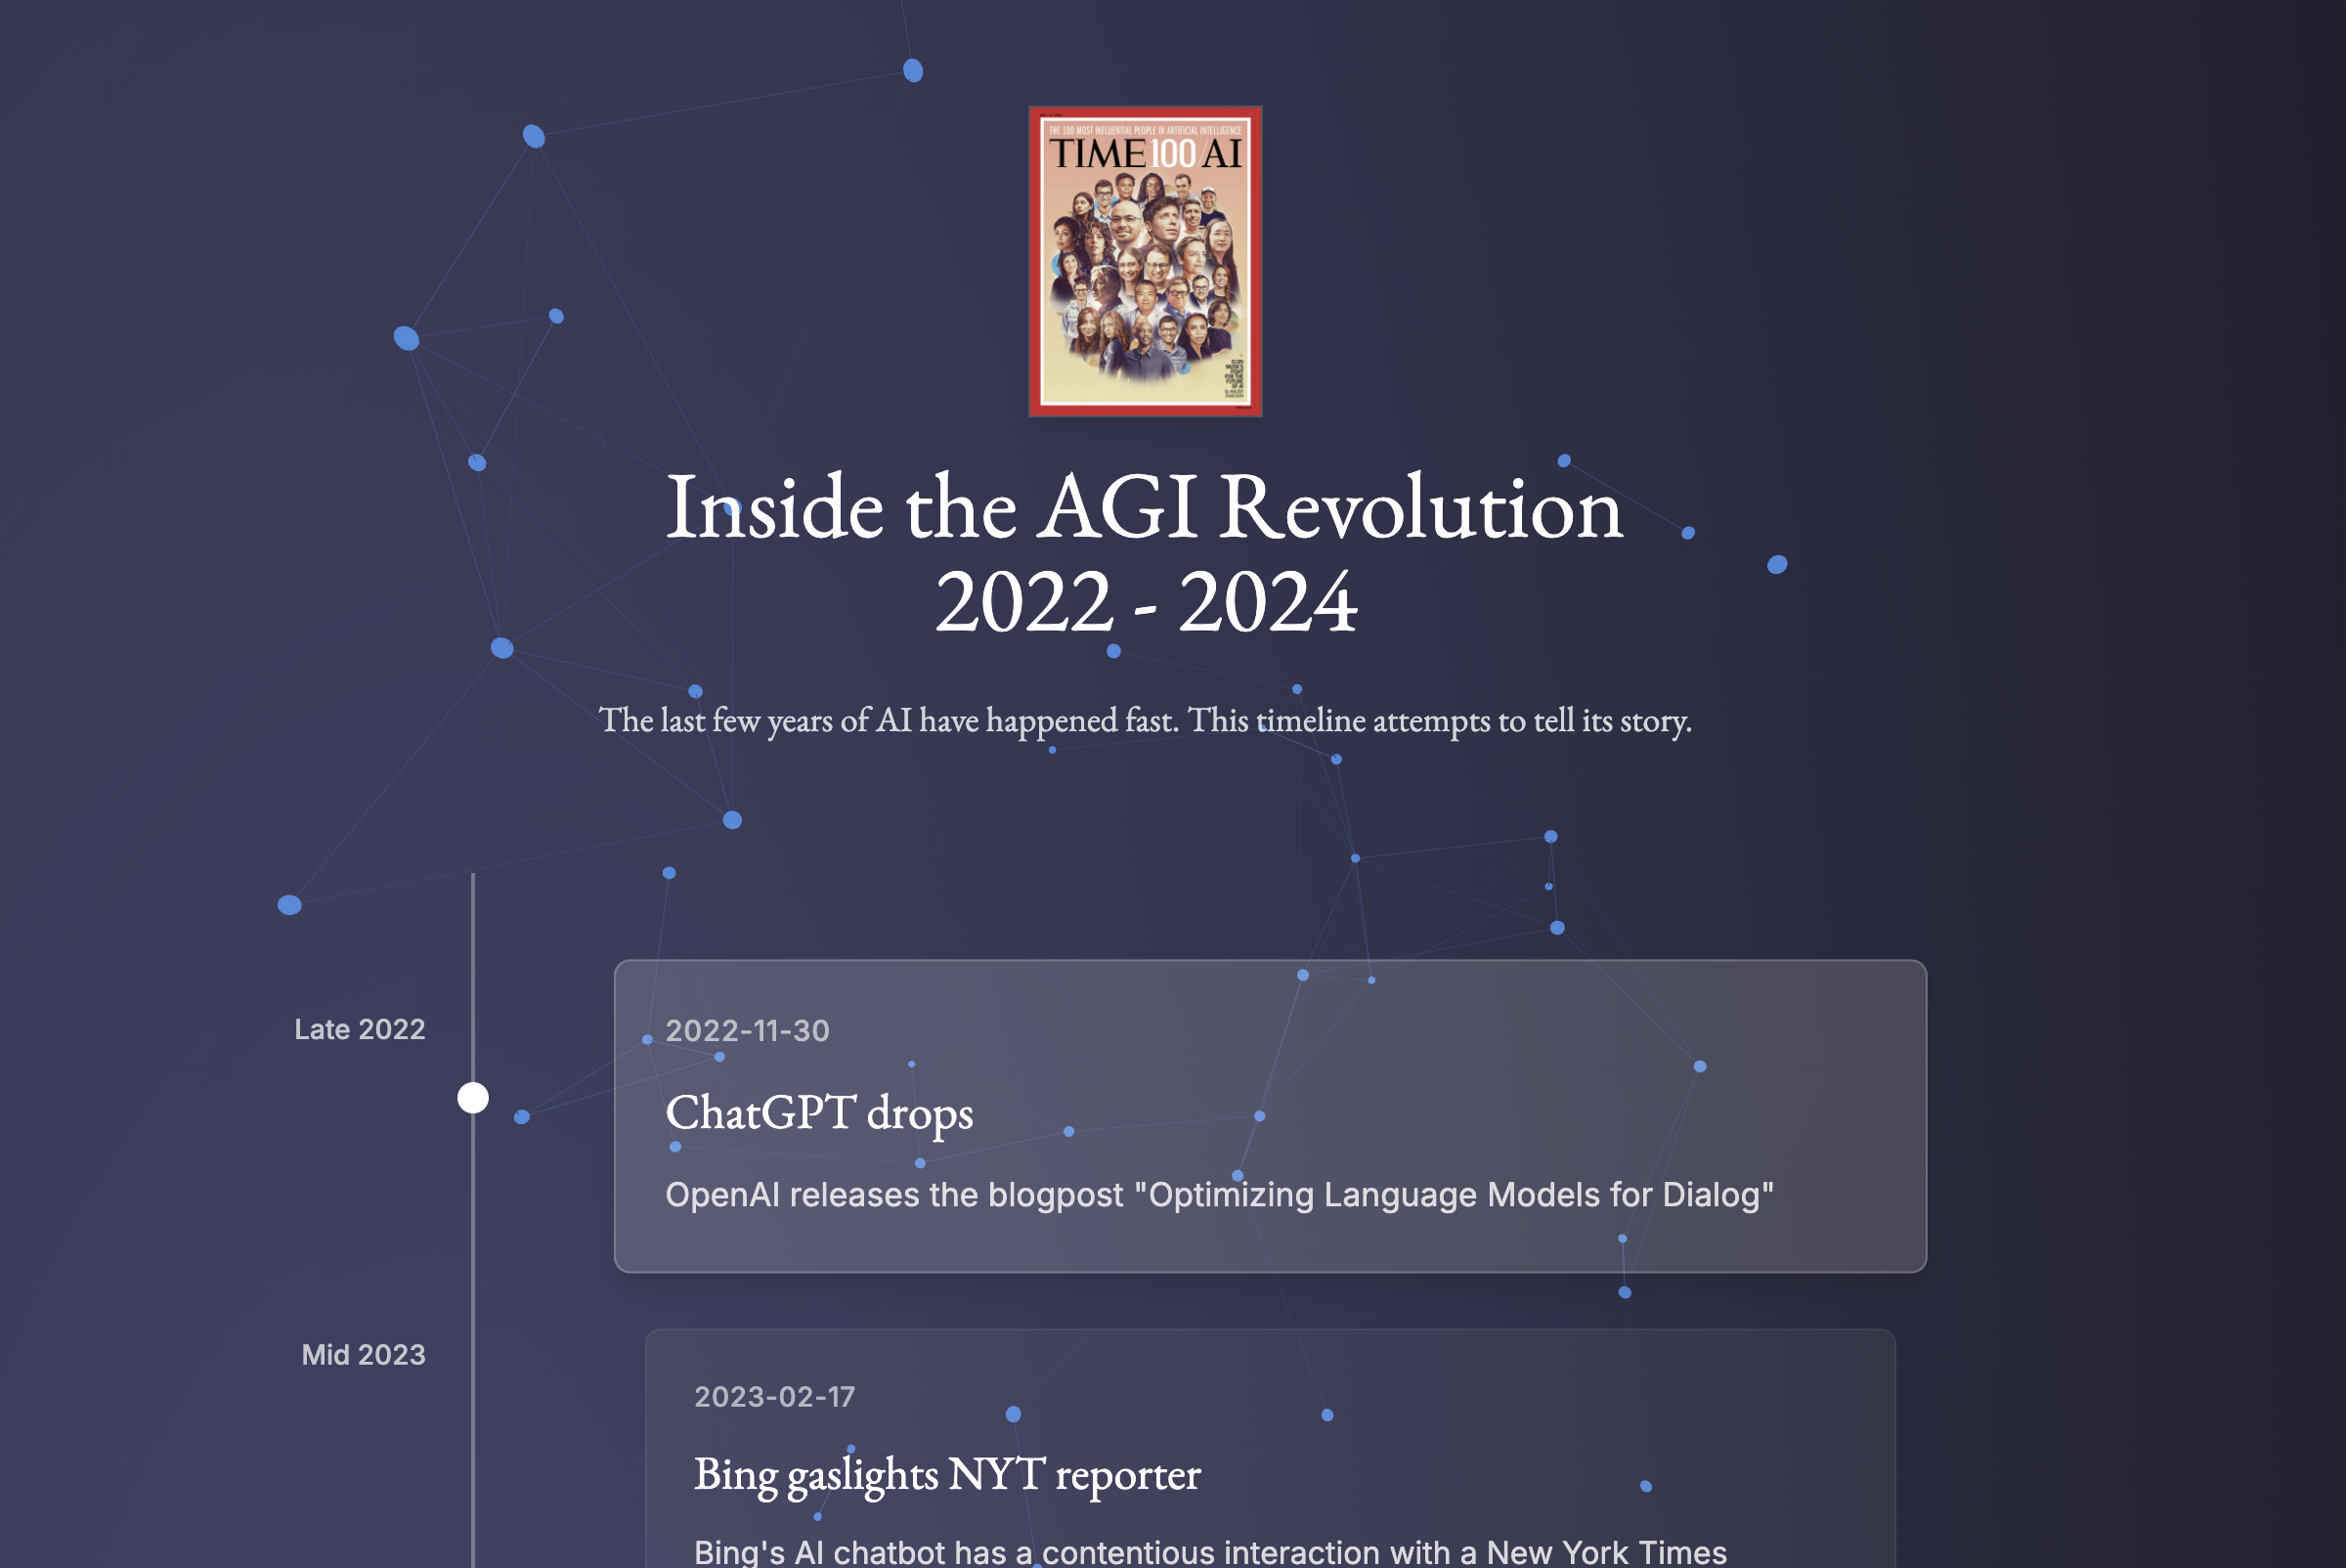 THE 100 MOST INFLUENTIAL PEOPLE IN ARTIFICIAL INTELLIGENCE
TIME 100 AI
Inside the AGI Revolution
2022 - 2024
The last few years of AI have happened fast. This timeline attempts to tell its story.
Late 2022
2022-11-30
ChatGPT drops
OpenAI releases the blogpost "Optimizing Language Models for Dialog"
Mid 2023
2023-02-17
Bing gaslights NYT reporter
Bing's AI chatbot has a contentious interaction with a New York Times